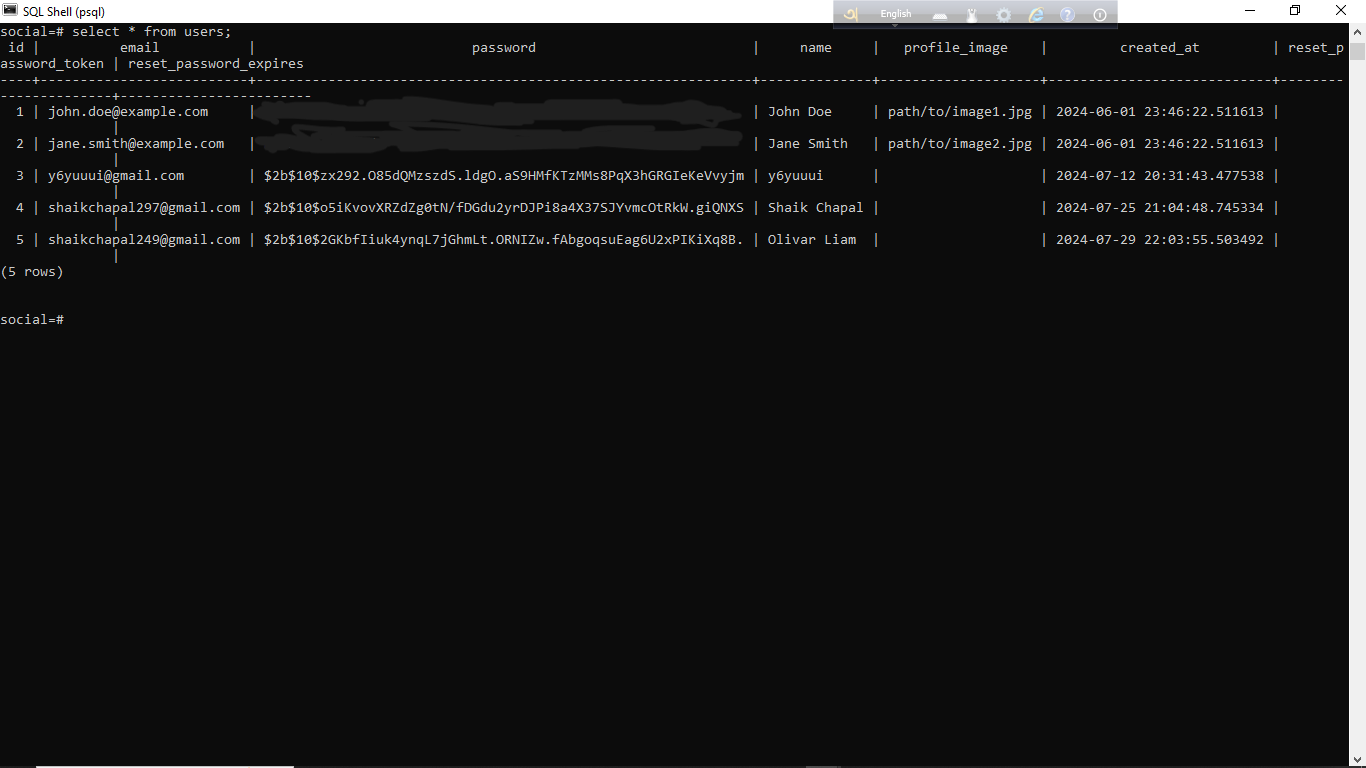 SQL Shell (psql)
English
social=# select * from users;
 id |          email           |                           password                           |     name     |   profile_image    |         created_at         | reset_p
assword_token | reset_password_expires
----+--------------------------+--------------------------------------------------------------+--------------+--------------------+----------------------------+--------
--------------+------------------------
  1 | john.doe@example.com     | | John Doe     | path/to/image1.jpg | 2024-06-01 23:46:22.511613 |
              |
  2 | jane.smith@example.com   | | Jane Smith   | path/to/image2.jpg | 2024-06-01 23:46:22.511613 |
              |
  3 | y6yuuui@gmail.com        | $2b$10$zx292.O85dQMzszdS.ldgO.aS9HMfKTzMMs8PqX3hGRGIeKeVvyjm | y6yuuui      |                    | 2024-07-12 20:31:43.477538 |
              |
  4 | shaikchapal297@gmail.com | $2b$10$o5iKvovXRZdZg0tN/fDGdu2yrDJPi8a4X37SJYvmcOtRkW.giQNXS | Shaik Chapal |                    | 2024-07-25 21:04:48.745334 |
              |
  5 | shaikchapal249@gmail.com | $2b$10$2GKbfIiuk4ynqL7jGhmLt.ORNIZw.fAbgoqsuEag6U2xPIKiXq8B. | Olivar Liam  |                    | 2024-07-29 22:03:55.503492 |
              |
(5 rows)
social=#